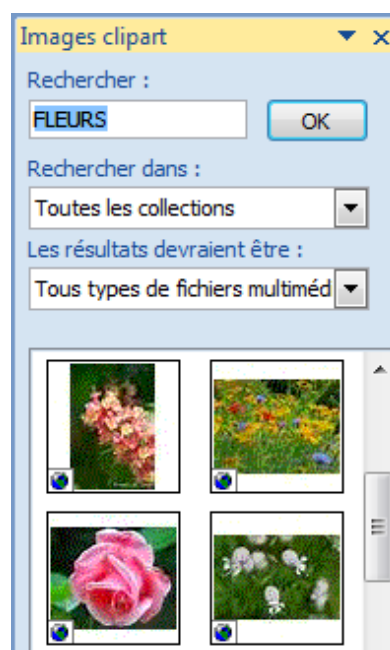 Images clipart
Rechercher :
FLEURS
OK
Rechercher dans :
Toutes les collections
Les résultats devraient être :
Tous types de fichiers multiméd